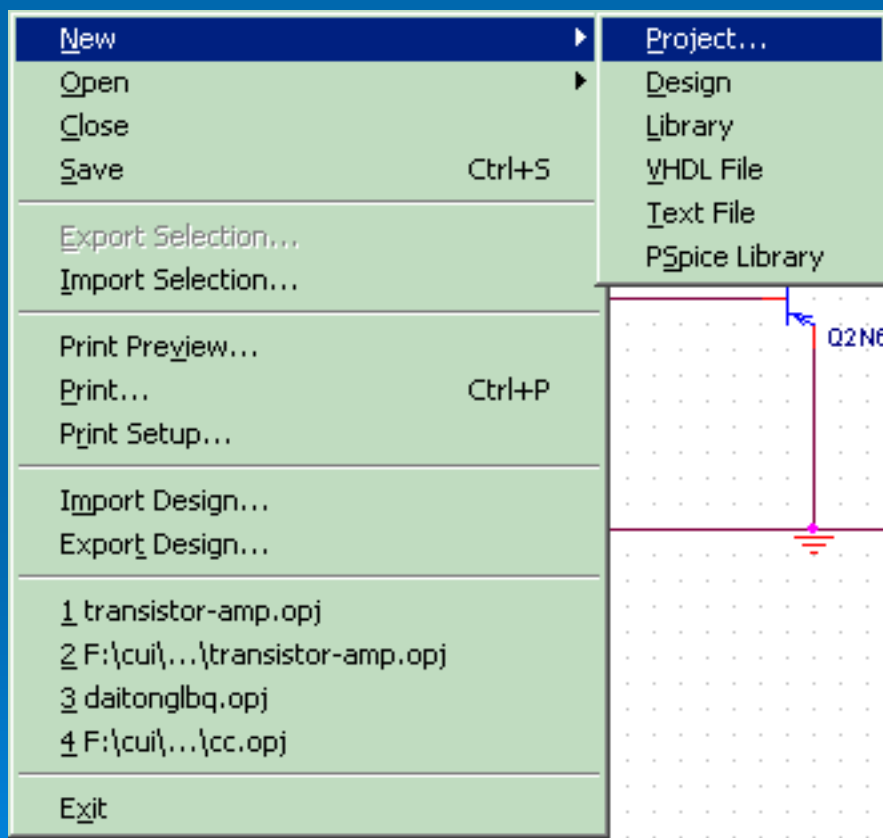 New
Open
Close
Save Ctrl+S
Export Selection...
Import Selection...
Print Preview...
Print... Ctrl+P
Print Setup...
Import Design...
Export Design...
1 transistor-amp.opj
2 F:\cui\...\transistor-amp.opj
3 daitonglbq.opj
4 F:\cui\...\cc.opj
Exit
Project...
Design
Library
VHDL File
Text File
PSpice Library
Q2N6